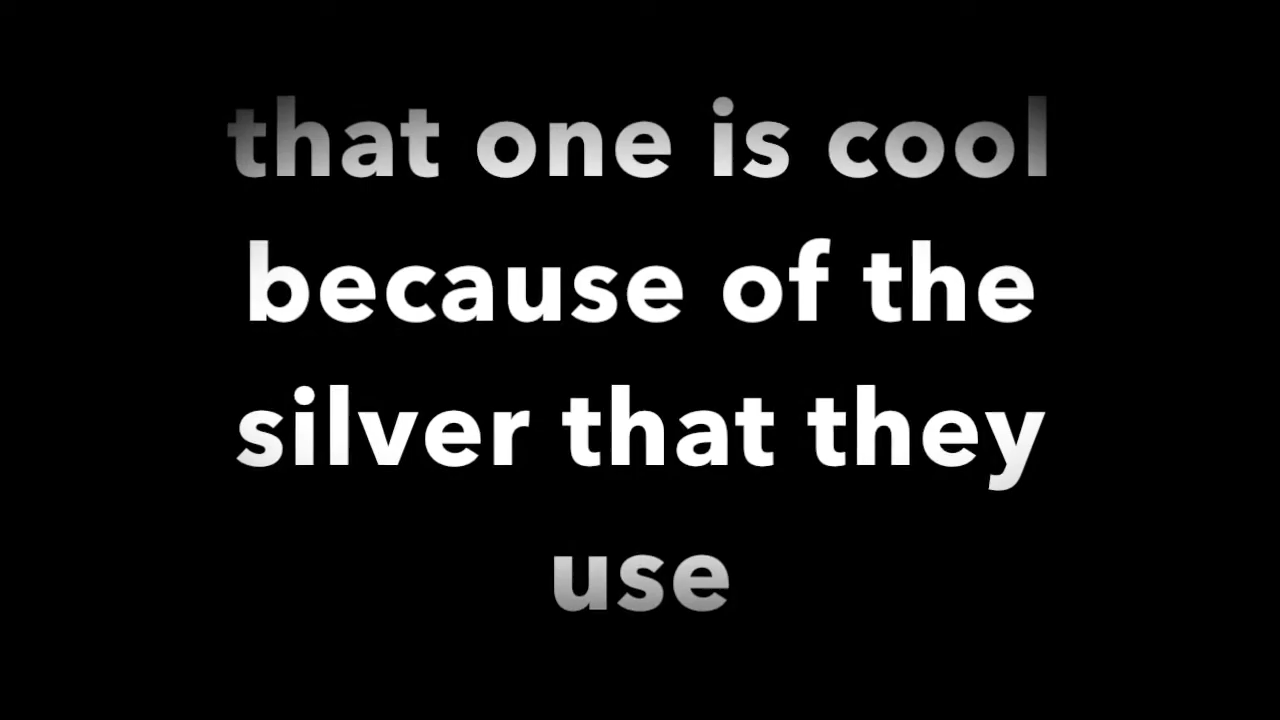 that one is cool
because of the
silver that they
use